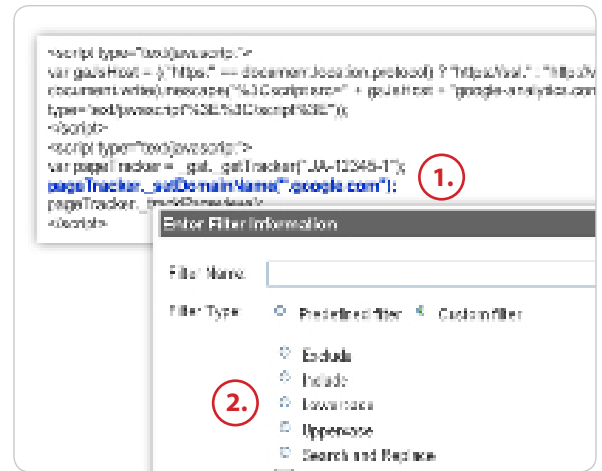 <script type="text/javascript">
var gaJsHost = (("https:" == document.location.protocol) ? "https://ssl." : "http://w
document.write(unescape("%3Cscript src='" + gaJsHost + "google-analytics.com
type='text/javascript'%3E%3C/script%3E"));
</script>
<script type="text/javascript">
var pageTracker = _gat._getTracker("UA-12345-1");
pageTracker._setDomainName(".google.com");
pageTracker._trackPageview();
</script>
1.
Enter Filter Information
Filter Name:
Filter Type: Predefined filter Custom filter
Exclude
Include
2. Lowercase
Uppercase
Search and Replace